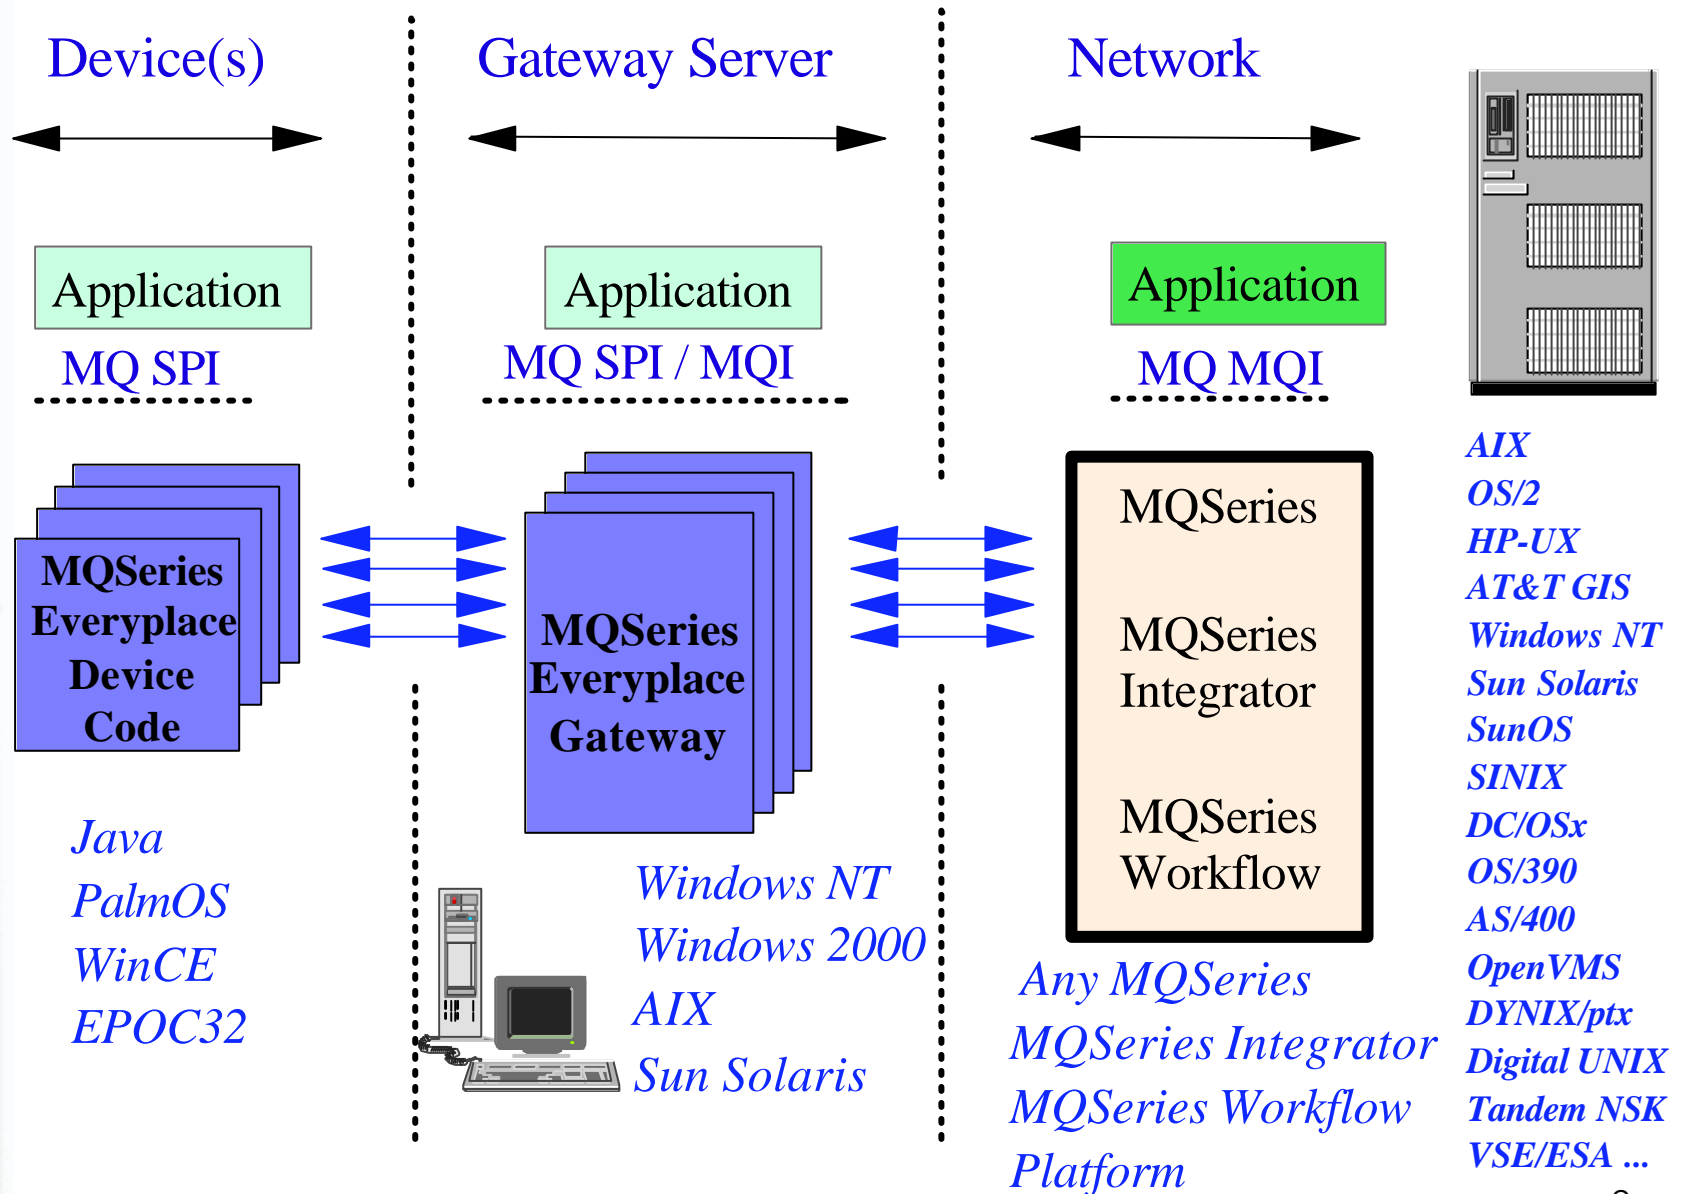 Device(s)
Gateway Server
Network
Application
Application
Application
MQ SPI
MQ SPI / MQI
MQ MQI
MQSeries
Everyplace
Device
Code
MQSeries
Everyplace
Gateway
MQSeries
MQSeries
Integrator
MQSeries
Workflow
Java
PalmOS
WinCE
EPOC32
Windows NT
Windows 2000
AIX
Sun Solaris
Any MQSeries
MQSeries Integrator
MQSeries Workflow
Platform
AIX
OS/2
HP-UX
AT&T GIS
Windows NT
Sun Solaris
SunOS
SINIX
DC/OSx
OS/390
AS/400
OpenVMS
DYNIX/ptx
Digital UNIX
Tandem NSK
VSE/ESA ...